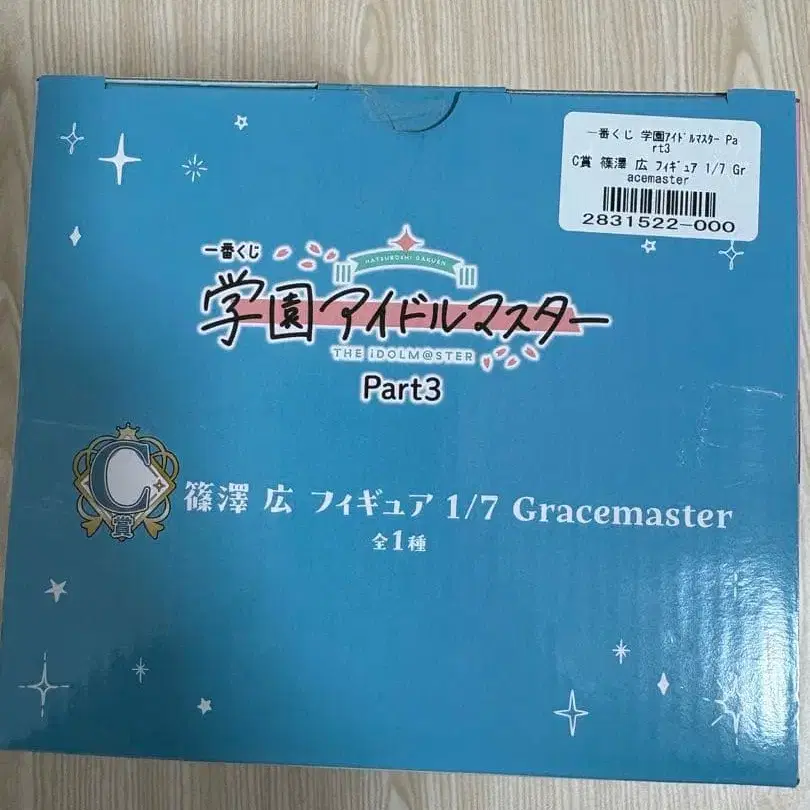 一番くじ 学園ｱｲﾄﾞﾙﾏｽﾀｰ Pa
rt3
C賞 篠澤 広 ﾌｨｷﾞｭｱ 1/7 Gr
acemaster
2831522-000
一番くじ
HATSUBOSHI GAKUEN
学園アイドルマスター
THE iDOLM@STER
Part3
C賞
篠澤 広 フィギュア 1/7 Gracemaster
全1種